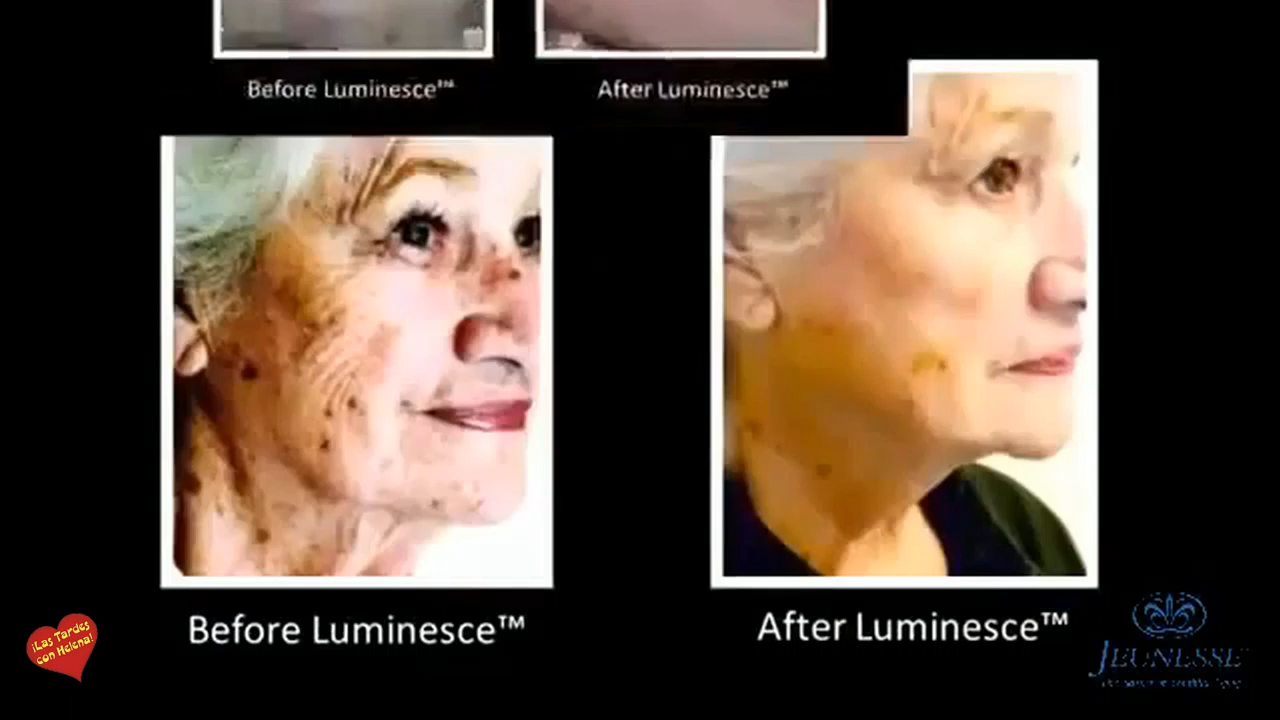 Before Luminesce™
After Luminesce™
Before Luminesce™
After Luminesce™
¡Las Tardes
con Helena!
JEUNESSE